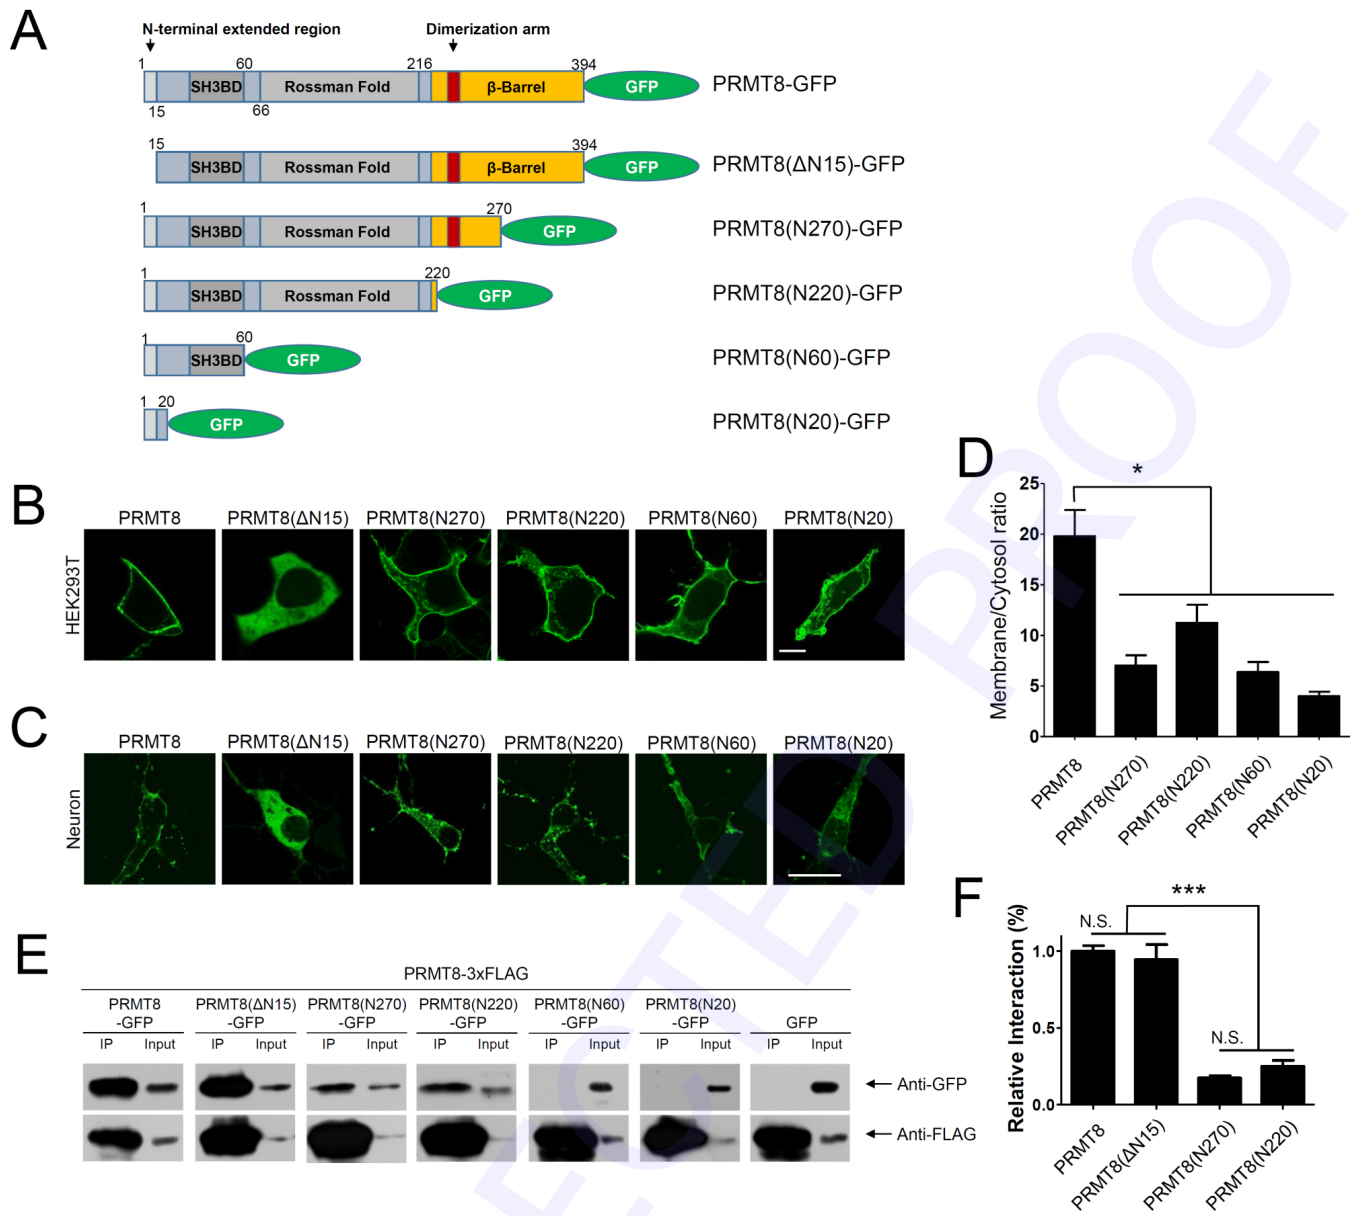 A
N-terminal extended region
Dimerization arm
1
60
216
394
SH3BD
Rossman Fold
β-Barrel
GFP
PRMT8-GFP
15
66
15
394
SH3BD
Rossman Fold
β-Barrel
GFP
PRMT8(ΔN15)-GFP
1
270
SH3BD
Rossman Fold
GFP
PRMT8(N270)-GFP
1
220
SH3BD
Rossman Fold
GFP
PRMT8(N220)-GFP
1
60
SH3BD
GFP
PRMT8(N60)-GFP
1 20
GFP
PRMT8(N20)-GFP
B
PRMT8
PRMT8(ΔN15)
PRMT8(N270)
PRMT8(N220)
PRMT8(N60)
PRMT8(N20)
HEK293T
C
PRMT8
PRMT8(ΔN15)
PRMT8(N270)
PRMT8(N220)
PRMT8(N60)
PRMT8(N20)
Neuron
D
*
Membrane/Cytosol ratio
25
20
15
10
5
0
PRMT8
PRMT8(N270)
PRMT8(N220)
PRMT8(N60)
PRMT8(N20)
E
PRMT8-3xFLAG
PRMT8
-GFP
PRMT8(ΔN15)
-GFP
PRMT8(N270)
-GFP
PRMT8(N220)
-GFP
PRMT8(N60)
-GFP
PRMT8(N20)
-GFP
GFP
IP Input
IP Input
IP Input
IP Input
IP Input
IP Input
IP Input
Anti-GFP
Anti-FLAG
F
***
N.S.
N.S.
Relative Interaction (%)
1.0
0.5
0.0
PRMT8
PRMT8(ΔN15)
PRMT8(N270)
PRMT8(N220)
ECTED PROOF